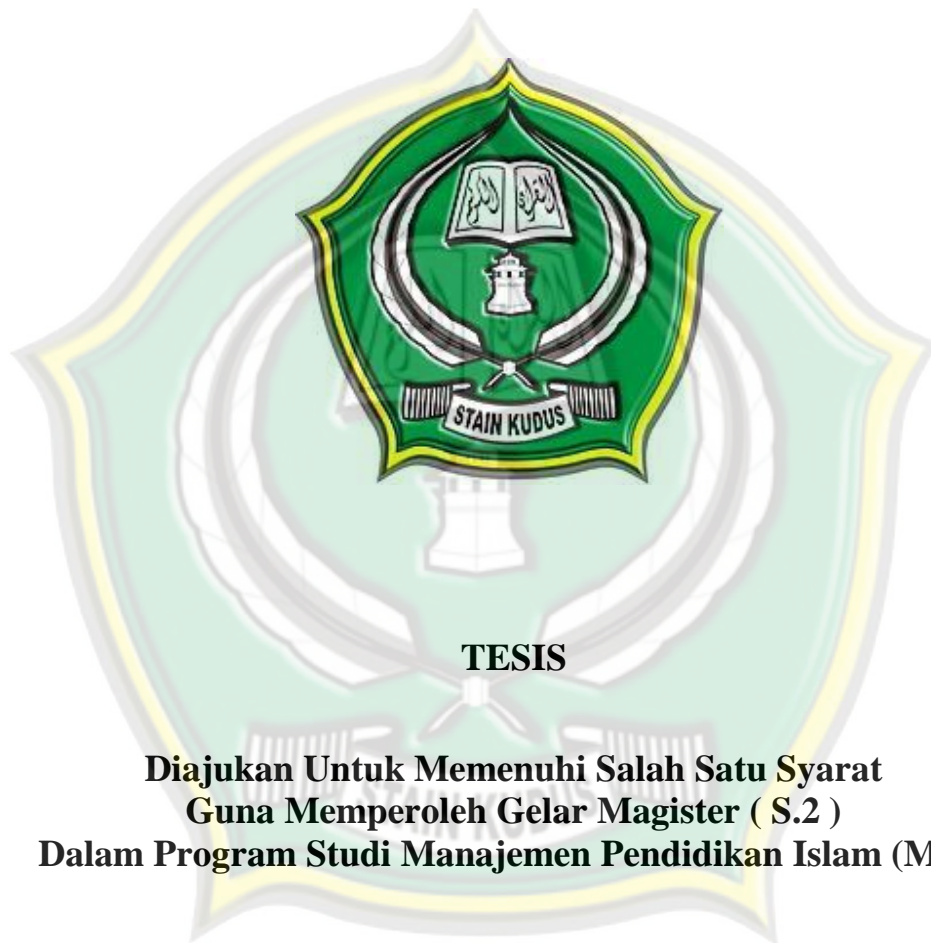 STAIN KUDUS
TESIS
Diajukan Untuk Memenuhi Salah Satu Syarat
Guna Memperoleh Gelar Magister ( S.2 )
Dalam Program Studi Manajemen Pendidikan Islam (M